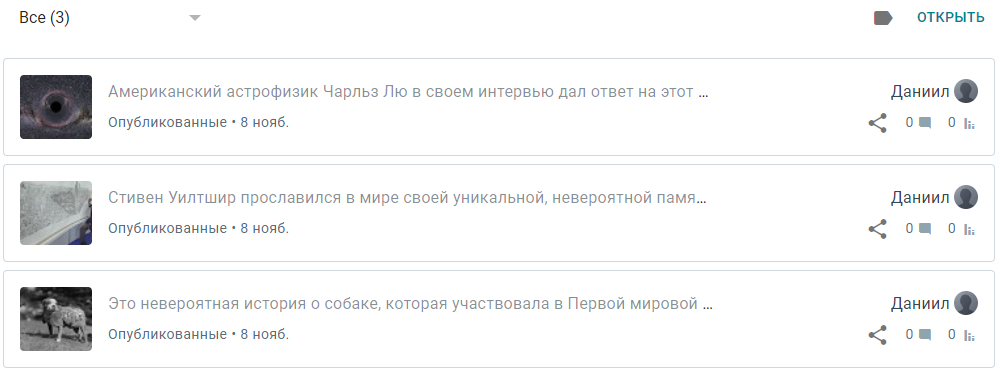 Все (3)
ОТКРЫТЬ
Американский астрофизик Чарльз Лю в своем интервью дал ответ на этот ...
Даниил
Опубликованные • 8 нояб.
0 0
Стивен Уилтшир прославился в мире своей уникальной, невероятной памя...
Даниил
Опубликованные • 8 нояб.
0 0
Это невероятная история о собаке, которая участвовала в Первой мировой ...
Даниил
Опубликованные • 8 нояб.
0 0